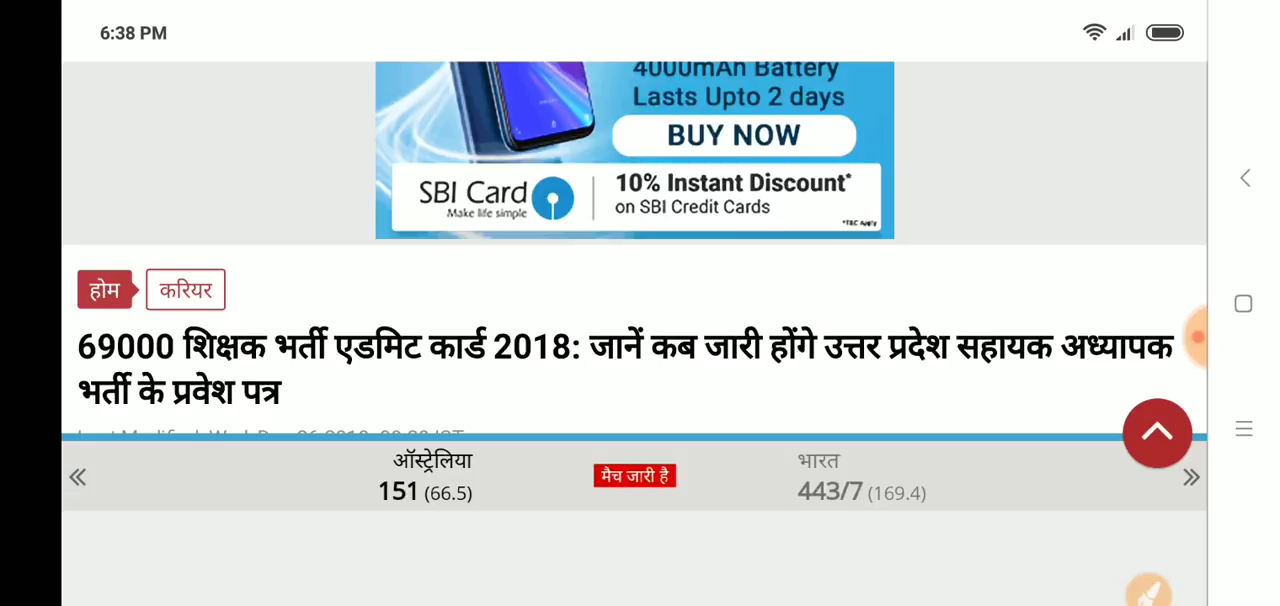 6:38 PM
4000mAh Battery
Lasts Upto 2 days
BUY NOW
SBI Card
Make life simple
10% Instant Discount*
on SBI Credit Cards
*T&C Apply
होम
करियर
69000 शिक्षक भर्ती एडमिट कार्ड 2018: जानें कब जारी होंगे उत्तर प्रदेश सहायक अध्यापक
भर्ती के प्रवेश पत्र
ऑस्ट्रेलिया
151 (66.5)
मैच जारी है
भारत
443/7 (169.4)